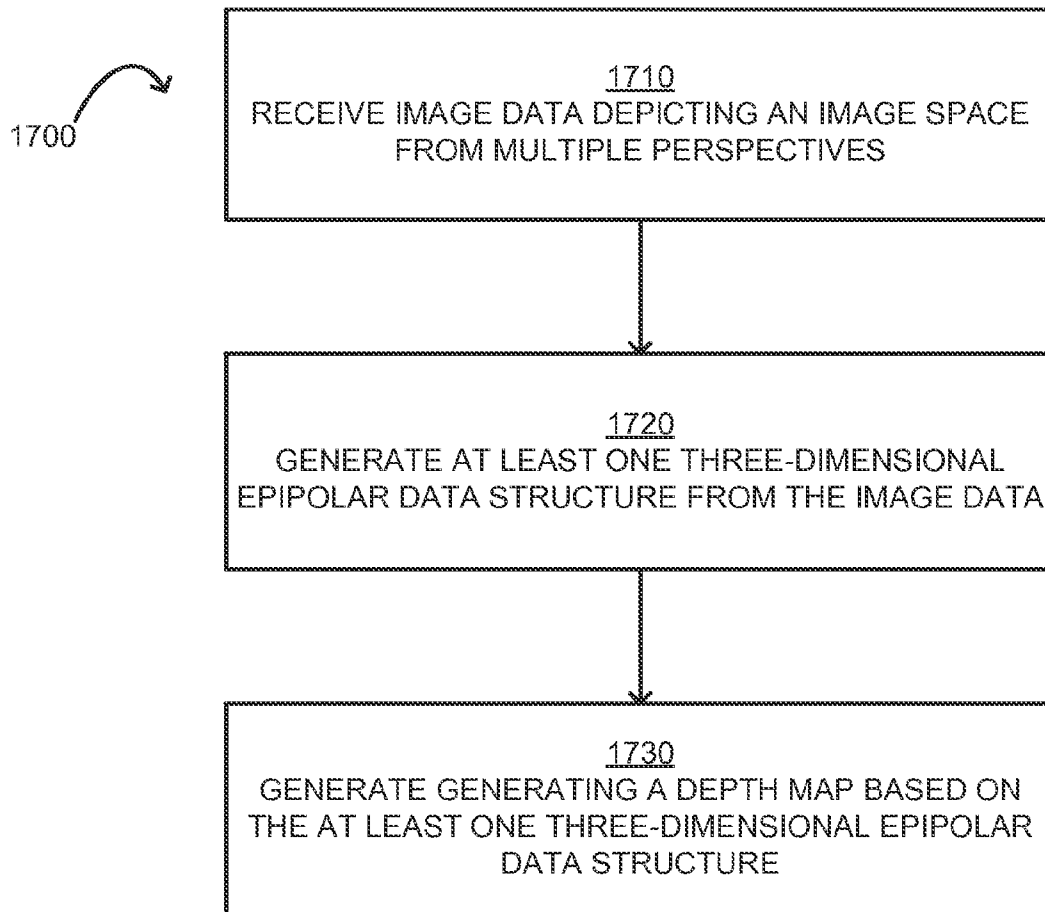 1700
1710
RECEIVE IMAGE DATA DEPICTING AN IMAGE SPACE
FROM MULTIPLE PERSPECTIVES
1720
GENERATE AT LEAST ONE THREE-DIMENSIONAL
EPIPOLAR DATA STRUCTURE FROM THE IMAGE DATA
1730
GENERATE GENERATING A DEPTH MAP BASED ON
THE AT LEAST ONE THREE-DIMENSIONAL EPIPOLAR
DATA STRUCTURE